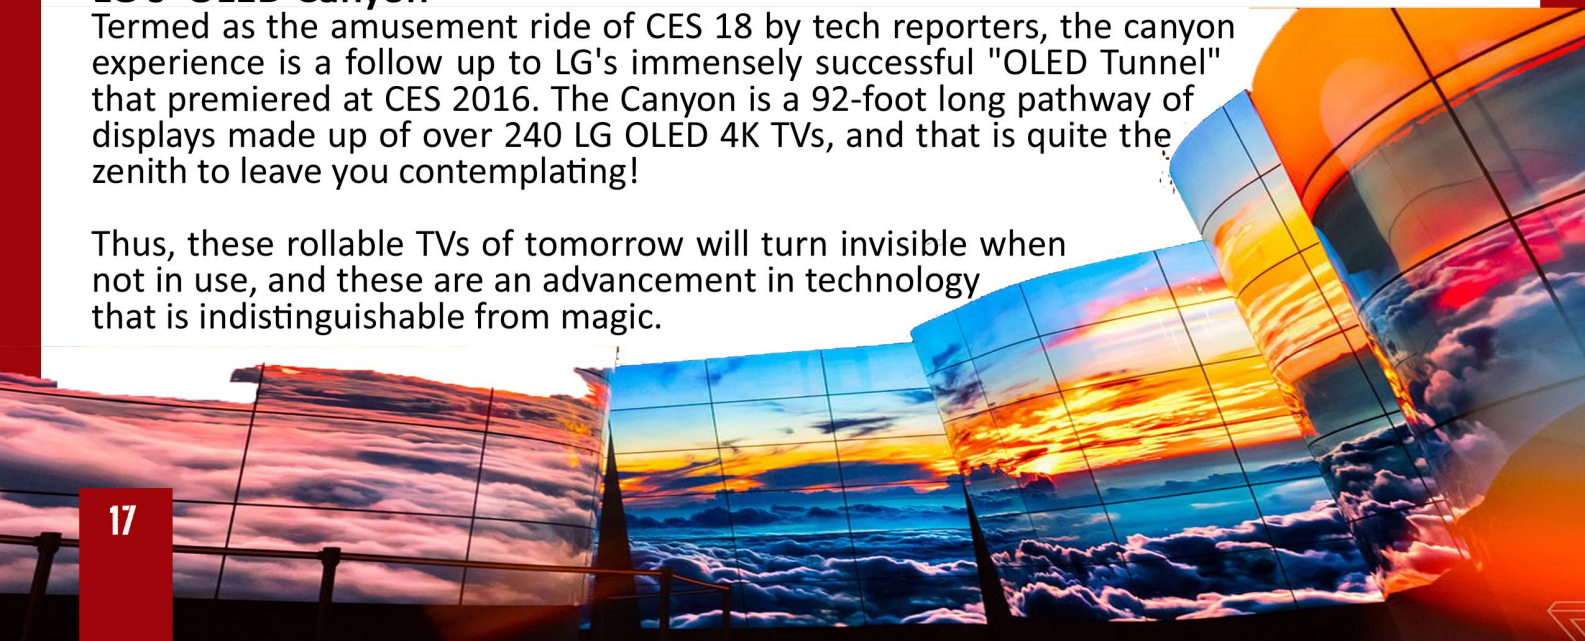 LG's "OLED Canyon"
Termed as the amusement ride of CES 18 by tech reporters, the canyon
experience is a follow up to LG's immensely successful "OLED Tunnel"
that premiered at CES 2016. The Canyon is a 92-foot long pathway of
displays made up of over 240 LG OLED 4K TVs, and that is quite the
zenith to leave you contemplating!
Thus, these rollable TVs of tomorrow will turn invisible when
not in use, and these are an advancement in technology
that is indistinguishable from magic.
17